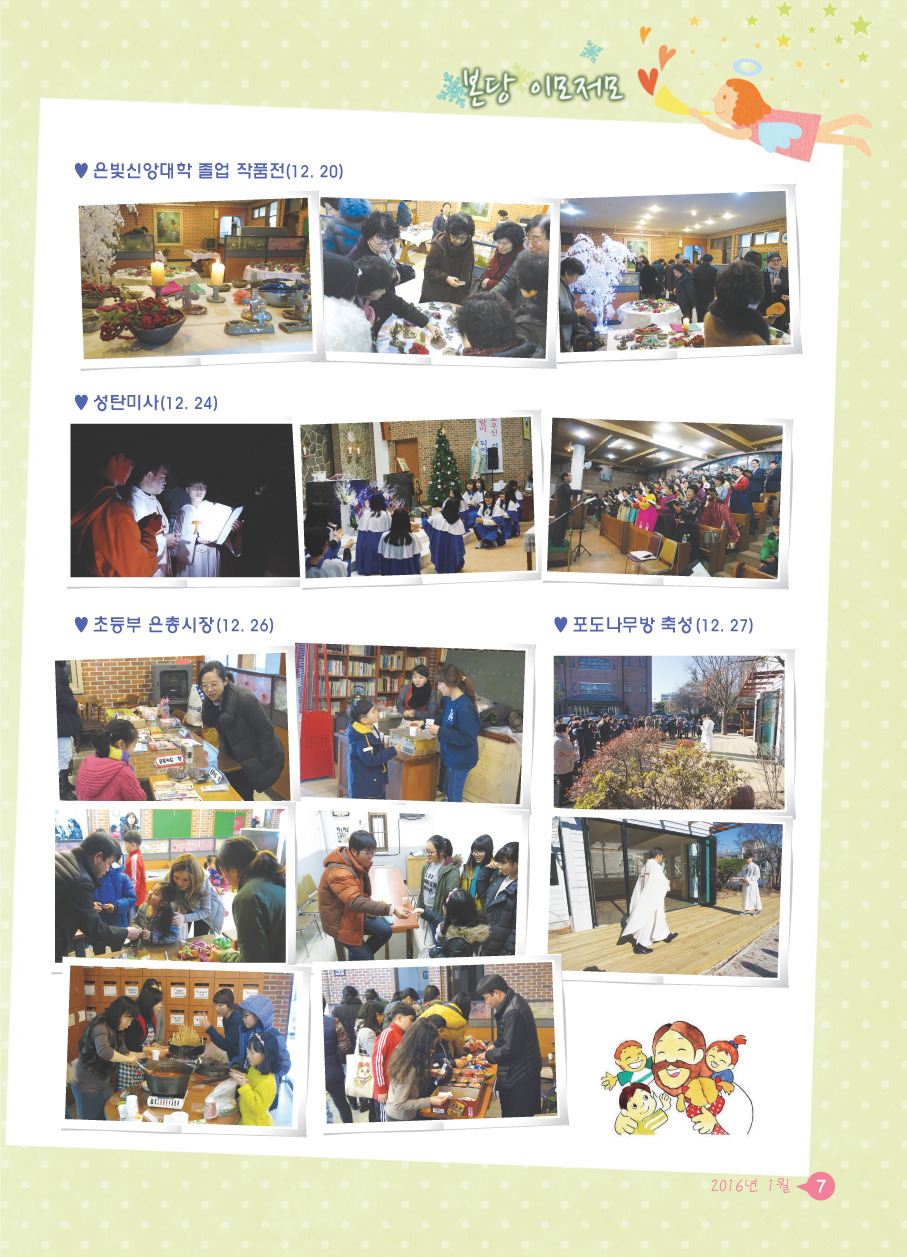 본당 이모저모
♥ 은빛신앙대학 졸업 작품전(12. 20)
♥ 성탄미사(12. 24)
♥ 초등부 은총시장(12. 26)
♥ 포도나무방 축성(12. 27)
2016년 1월 7